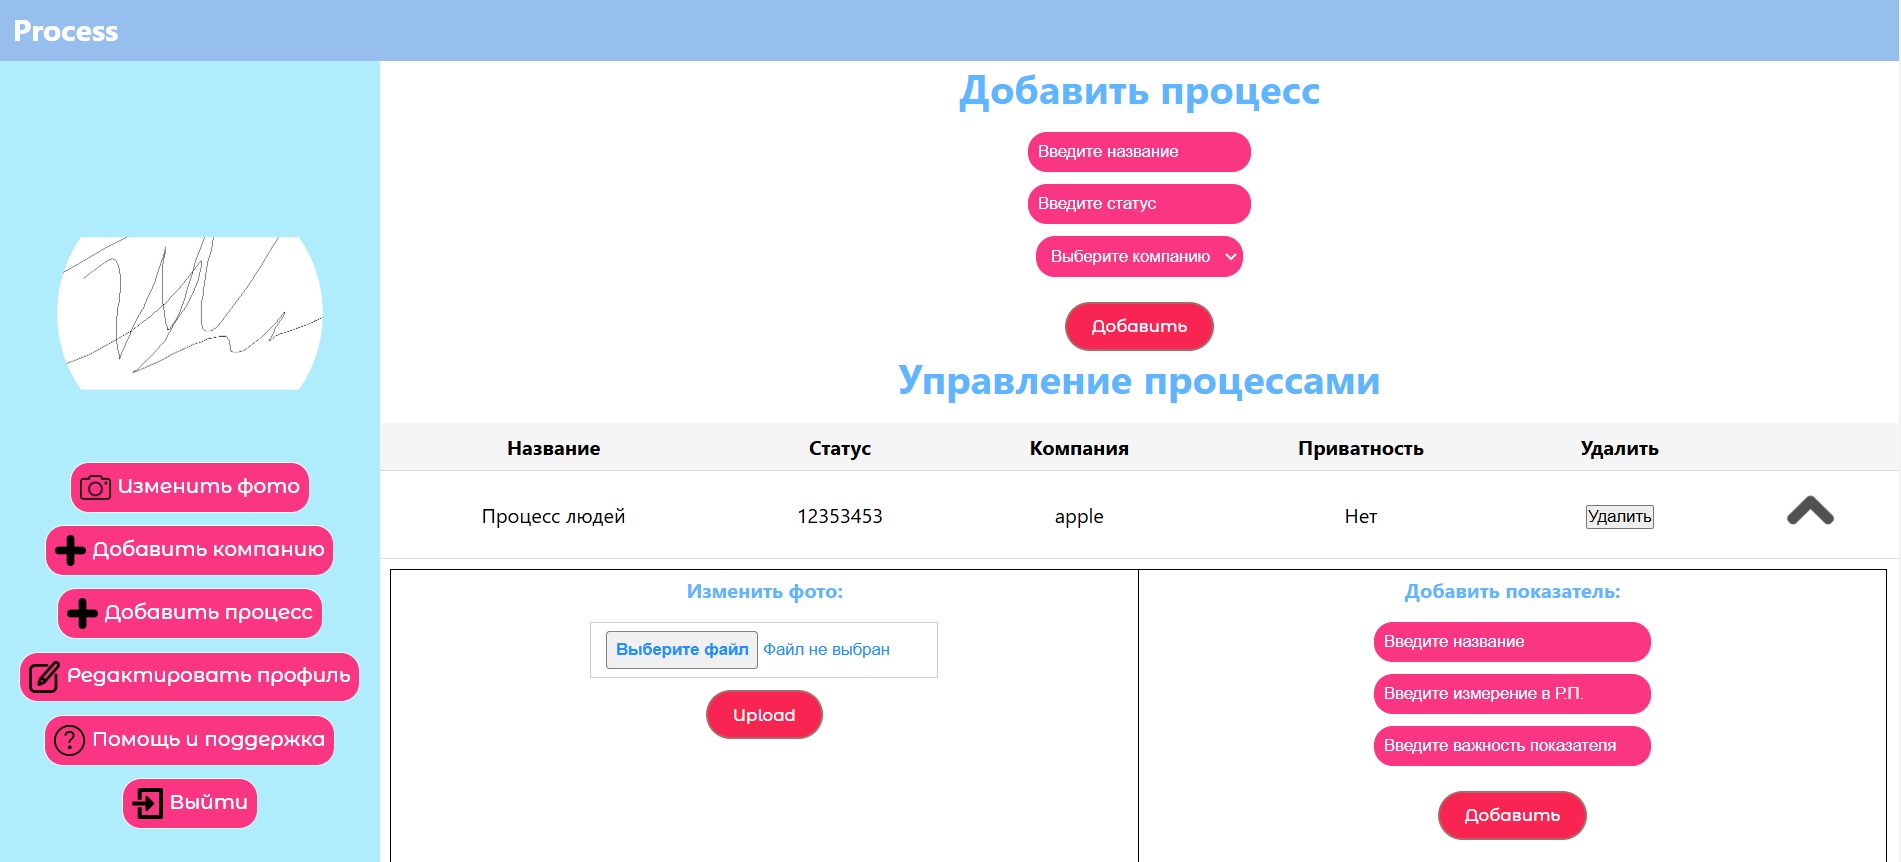 Process
Изменить фото
Добавить компанию
Добавить процесс
Редактировать профиль
Помощь и поддержка
Выйти
Добавить процесс
Введите название
Введите статус
Выберите компанию
Добавить
Управление процессами
Название Статус Компания Приватность Удалить
Процесс людей 12353453 apple Нет Удалить
Изменить фото:
Выберите файл Файл не выбран
Upload
Добавить показатель:
Введите название
Введите измерение в Р.П.
Введите важность показателя
Добавить